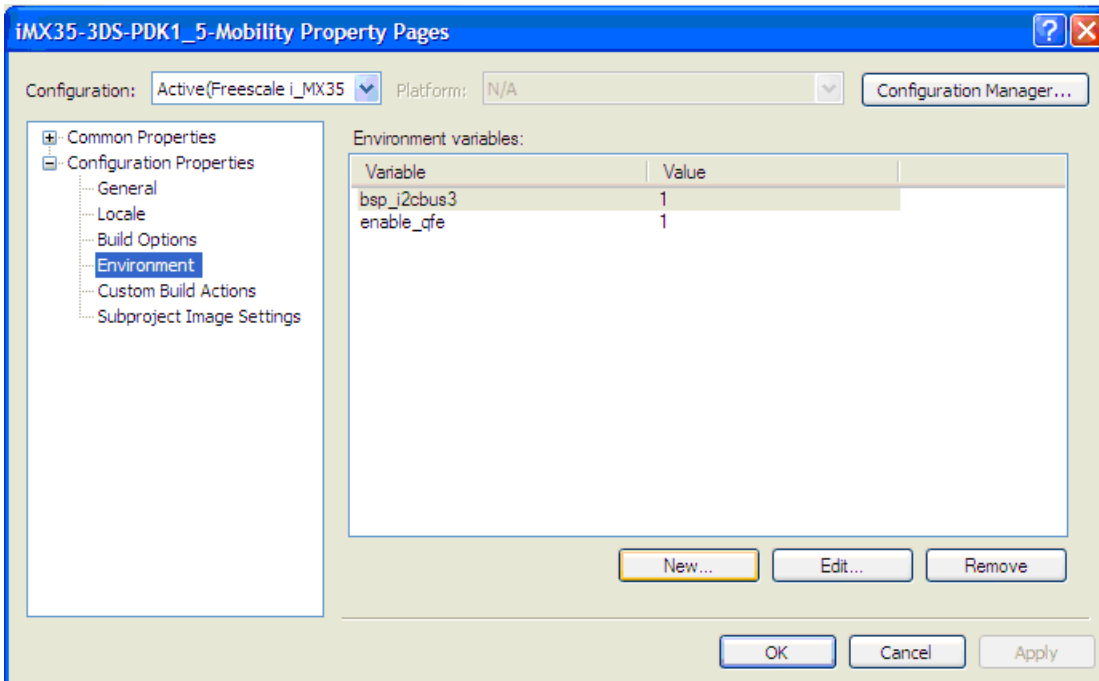 iMX35-3DS-PDK1_5-Mobility Property Pages
Configuration: Active(Freescale i_MX35 Platform: N/A Configuration Manager...
Common Properties
Configuration Properties
General
Locale
Build Options
Environment
Custom Build Actions
Subproject Image Settings
Environment variables:
Variable Value
bsp_i2cbus3 1
enable_qfe 1
New... Edit... Remove
OK Cancel Apply